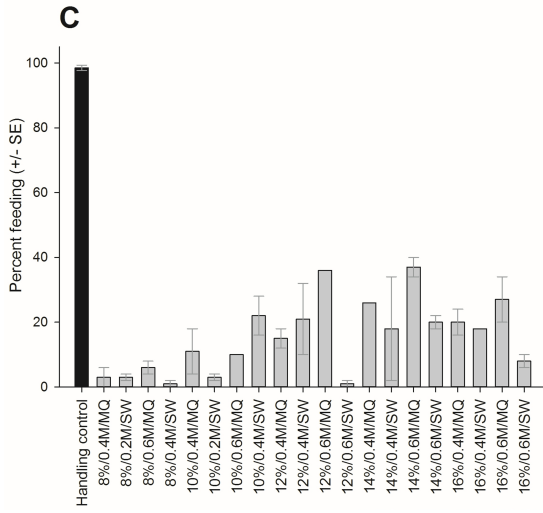 C
Percent feeding (+/- SE)
100
80
60
40
20
0
Handling control
8%/0.4M/MQ
8%/0.2M/SW
8%/0.6M/MQ
8%/0.4M/SW
10%/0.4M/MQ
10%/0.2M/SW
10%/0.6M/MQ
10%/0.4M/SW
12%/0.4M/MQ
12%/0.4M/SW
12%/0.6M/MQ
12%/0.6M/SW
14%/0.4M/MQ
14%/0.4M/SW
14%/0.6M/MQ
14%/0.6M/SW
16%/0.4M/MQ
16%/0.4M/SW
16%/0.6M/MQ
16%/0.6M/SW